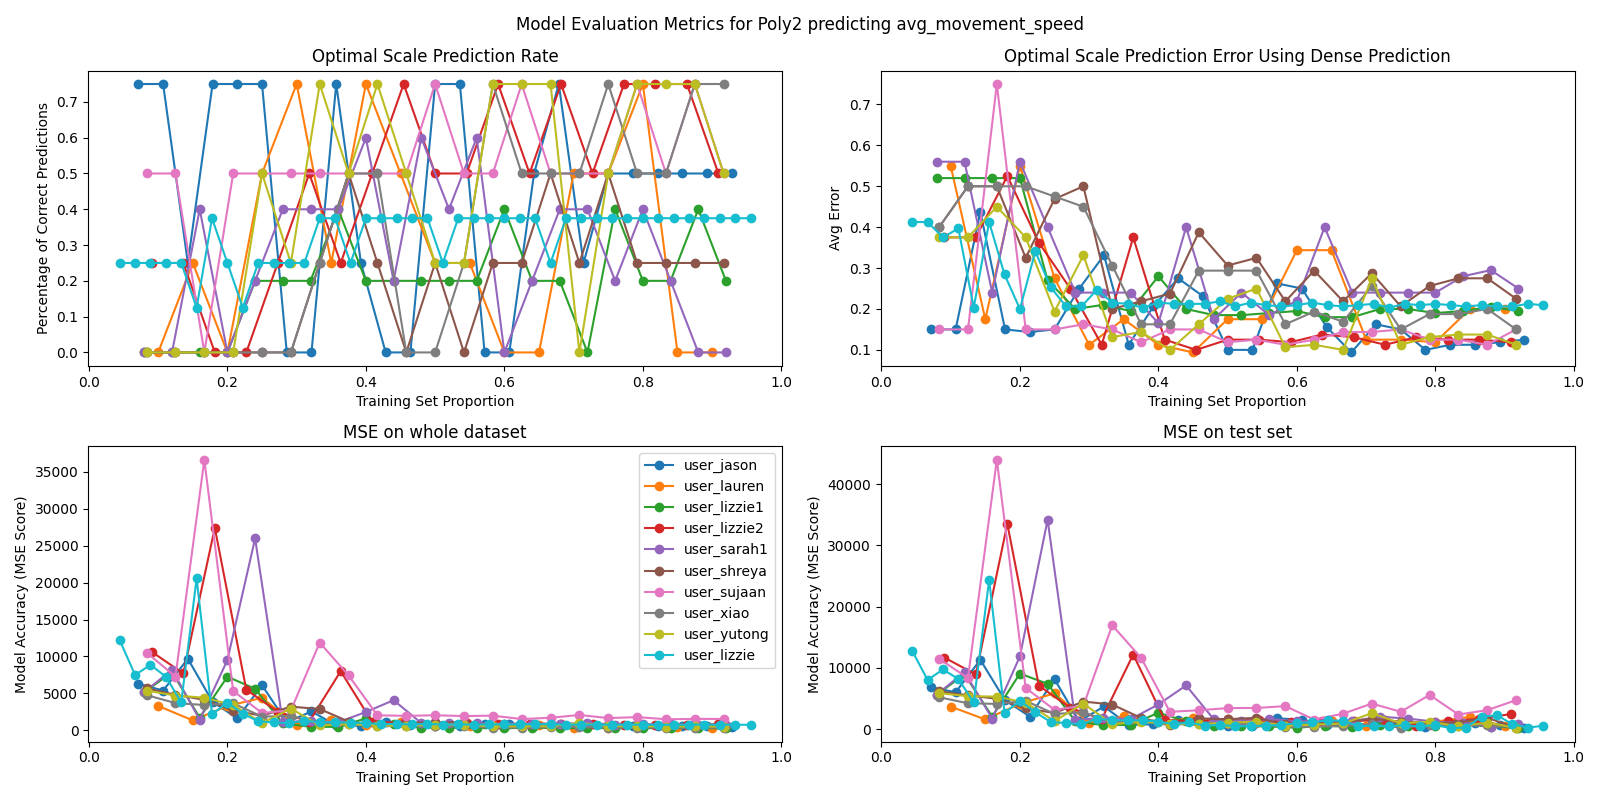 Model Evaluation Metrics for Poly2 predicting avg_movement_speed
Optimal Scale Prediction Rate
Percentage of Correct Predictions
0.7
0.6
0.5
0.4
0.3
0.2
0.1
0.0
0.0 0.2 0.4 0.6 0.8 1.0
Training Set Proportion
Optimal Scale Prediction Error Using Dense Prediction
Avg Error
0.7
0.6
0.5
0.4
0.3
0.2
0.1
0.0 0.2 0.4 0.6 0.8 1.0
Training Set Proportion
MSE on whole dataset
Model Accuracy (MSE Score)
35000
30000
25000
20000
15000
10000
5000
0
0.0 0.2 0.4 0.6 0.8 1.0
Training Set Proportion
user_jason
user_lauren
user_lizzie1
user_lizzie2
user_sarah1
user_shreya
user_sujaan
user_xiao
user_yutong
user_lizzie
MSE on test set
Model Accuracy (MSE Score)
40000
30000
20000
10000
0
0.0 0.2 0.4 0.6 0.8 1.0
Training Set Proportion